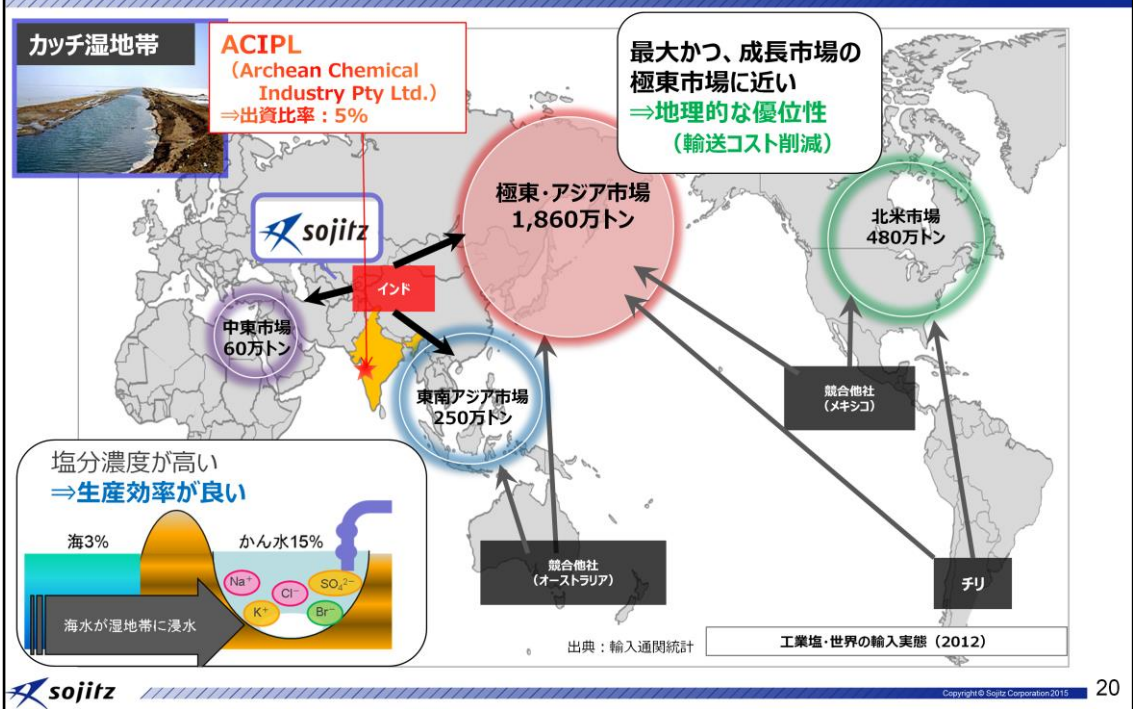 カッチ湿地帯
ACIPL
（Archean Chemical
Industry Pty Ltd.）
⇒出資比率：5%
最大かつ、成長市場の
極東市場に近い
⇒地理的な優位性
（輸送コスト削減）
極東・アジア市場
1,860万トン
北米市場
480万トン
sojitz
インド
中東市場
60万トン
東南アジア市場
250万トン
競合他社
（メキシコ）
競合他社
（オーストラリア）
チリ
塩分濃度が高い
⇒生産効率が良い
海3%
かん水15%
Na⁺
Cl⁻
SO₄²⁻
K⁺
Br⁻
海水が湿地帯に浸水
出典：輸入通関統計
工業塩・世界の輸入実態（2012）
sojitz
Copyright © Sojitz Corporation 2015
20